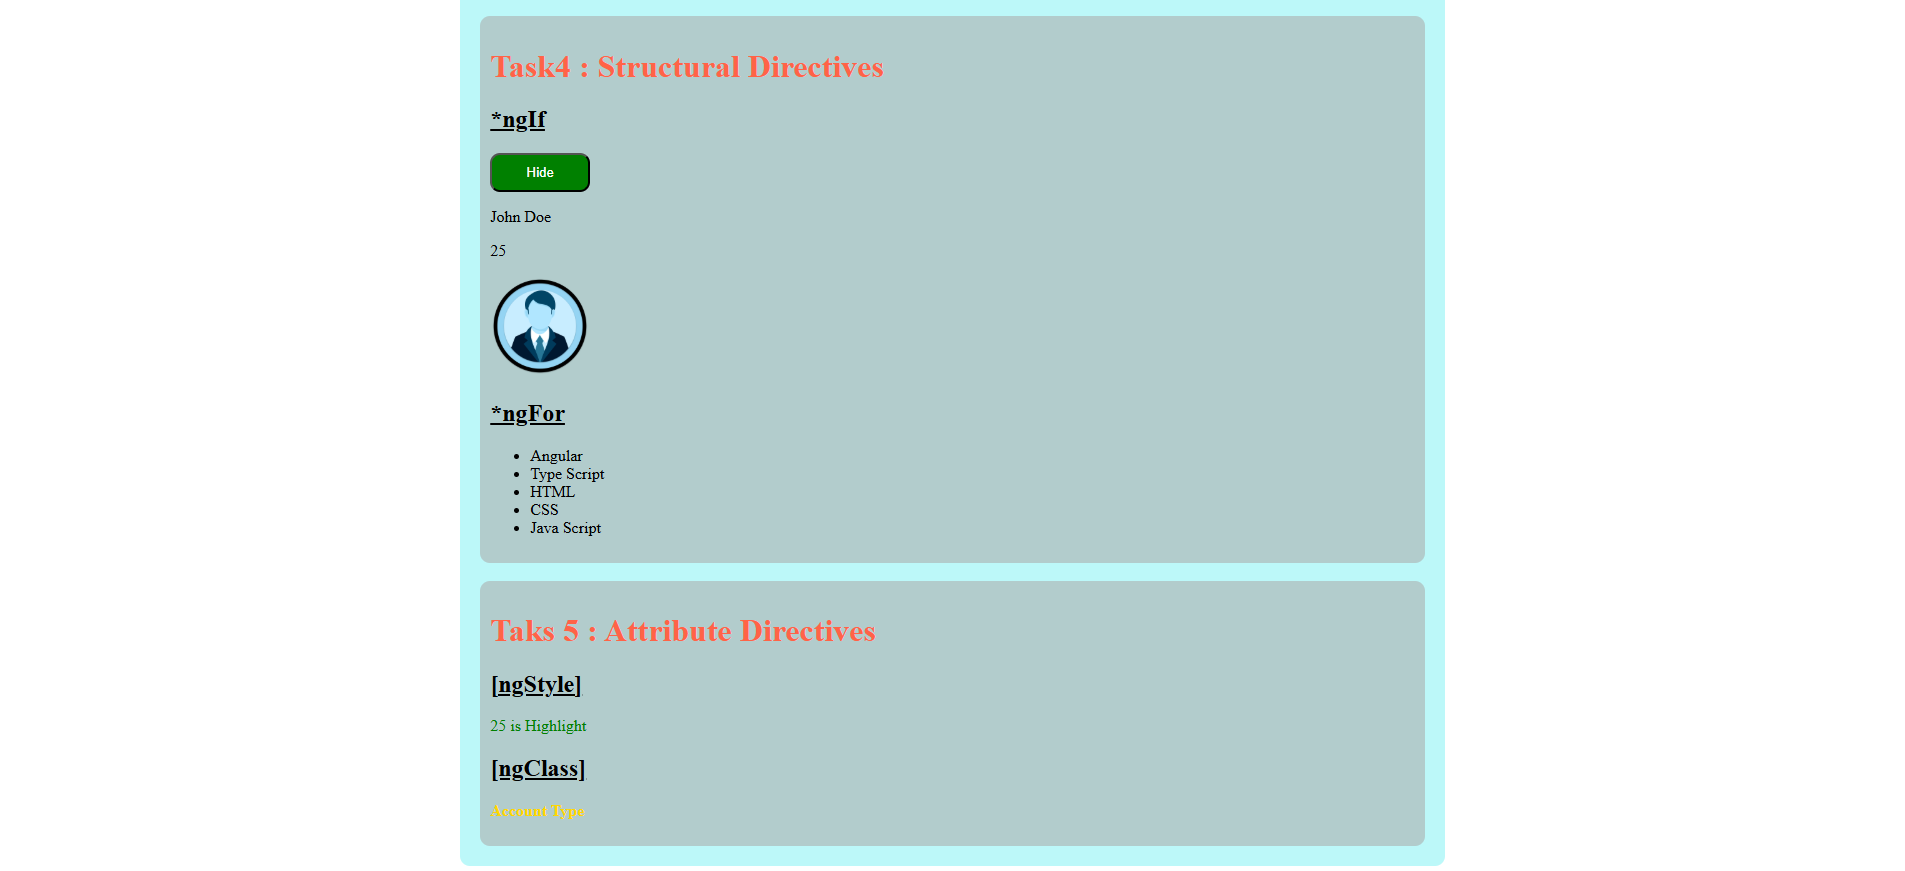 Task4 : Structural Directives
*ngIf
Hide
John Doe
25
*ngFor
Angular
Type Script
HTML
CSS
Java Script
Taks 5 : Attribute Directives
[ngStyle]
25 is Highlight
[ngClass]
Account Type